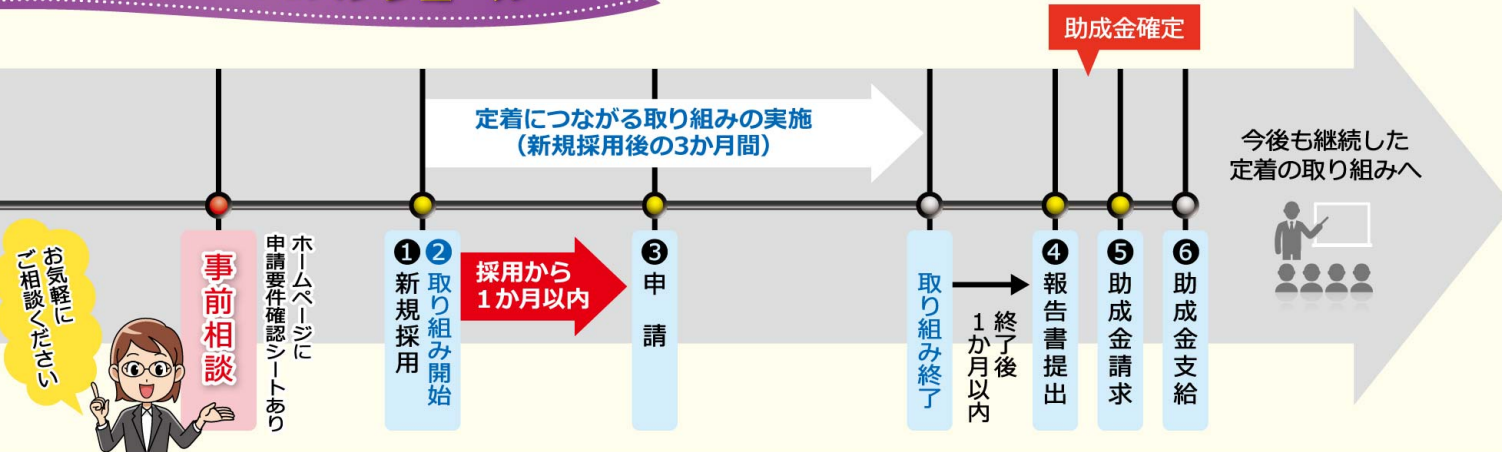 助成金確定
定着につながる取り組みの実施
（新規採用後の3か月間）
今後も継続した
定着の取り組みへ
お気軽に
ご相談ください
事前相談
ホームページに
申請要件確認シートあり
❶新規採用
❷取り組み開始
採用から
1か月以内
❸申請
取り組み終了
終了後
1か月以内
❹報告書提出
❺助成金請求
❻助成金支給